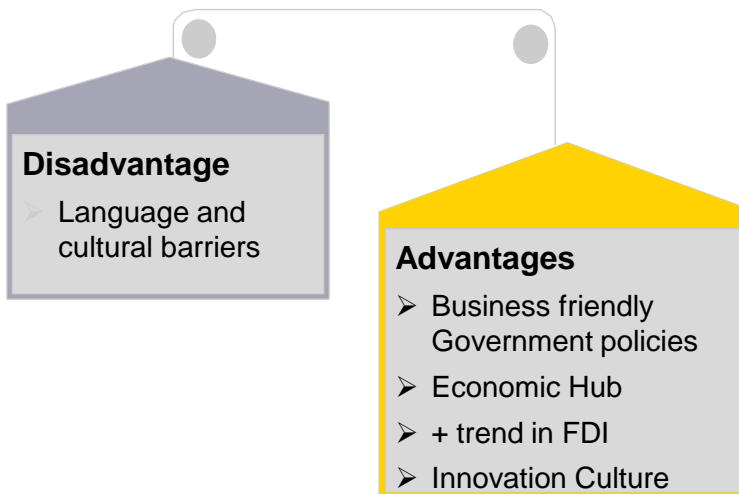 Disadvantage
➢ Language and
cultural barriers
Advantages
➢ Business friendly
Government policies
➢ Economic Hub
➢ + trend in FDI
➢ Innovation Culture